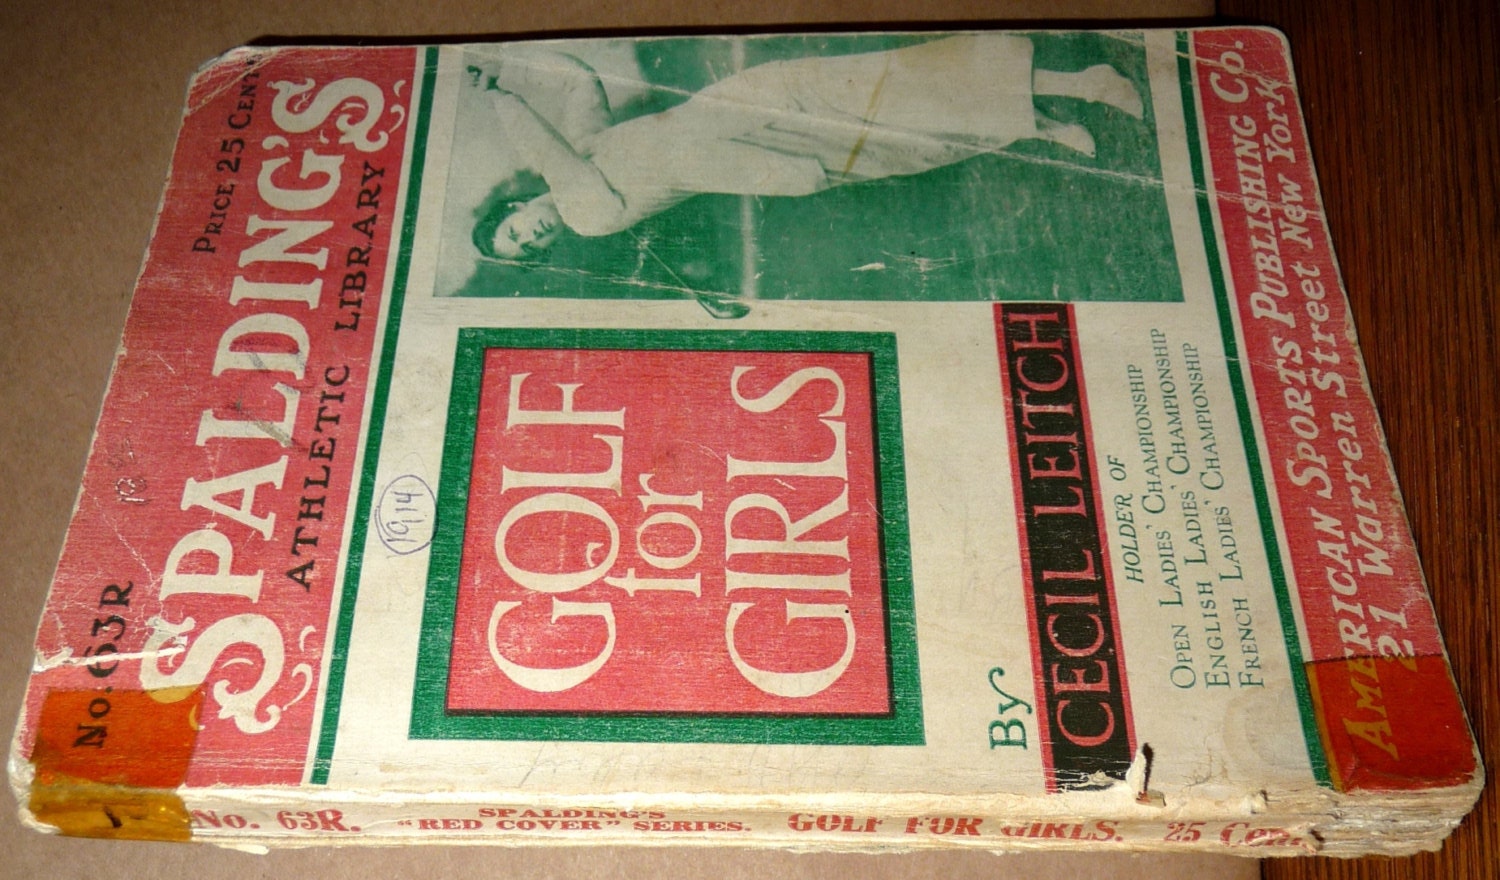 No. 63R
PRICE 25 CENTS
SPALDING'S
ATHLETIC LIBRARY
1914
GOLF
for
GIRLS
By
CECIL LEITCH
HOLDER OF
OPEN LADIES' CHAMPIONSHIP
ENGLISH LADIES' CHAMPIONSHIP
FRENCH LADIES' CHAMPIONSHIP
AMERICAN SPORTS PUBLISHING CO.
21 Warren Street New York
No. 63R.
SPALDING'S
"RED COVER" SERIES.
GOLF FOR GIRLS.
25 Cen